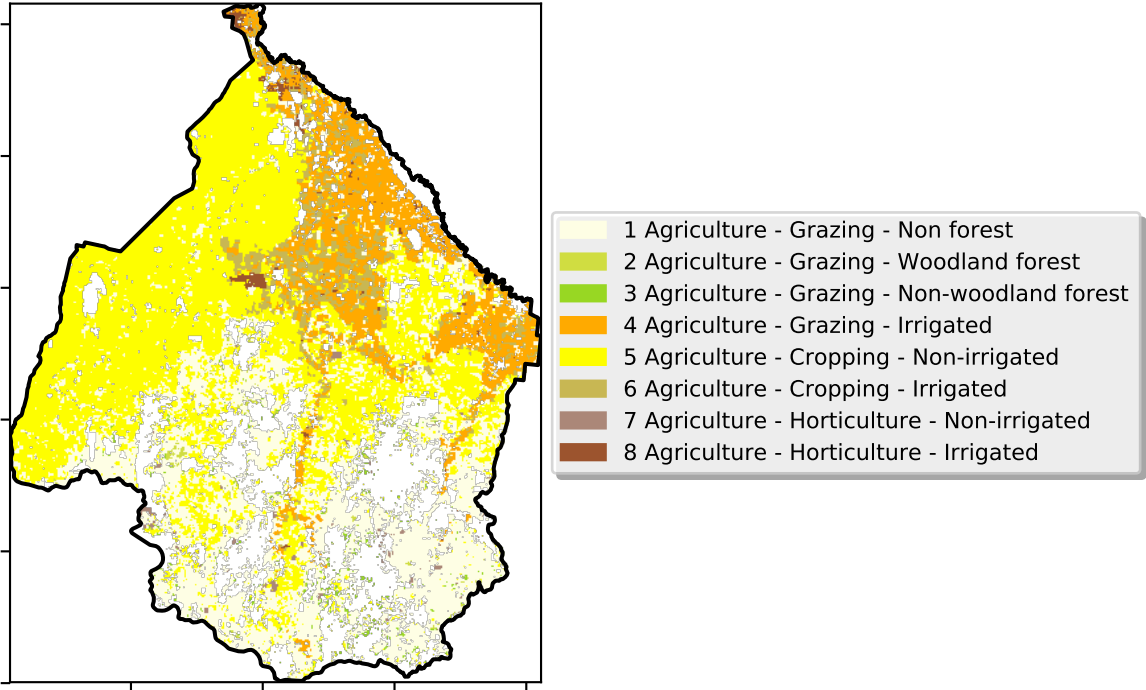 1 Agriculture - Grazing - Non forest
2 Agriculture - Grazing - Woodland forest
3 Agriculture - Grazing - Non-woodland forest
4 Agriculture - Grazing - Irrigated
5 Agriculture - Cropping - Non-irrigated
6 Agriculture - Cropping - Irrigated
7 Agriculture - Horticulture - Non-irrigated
8 Agriculture - Horticulture - Irrigated